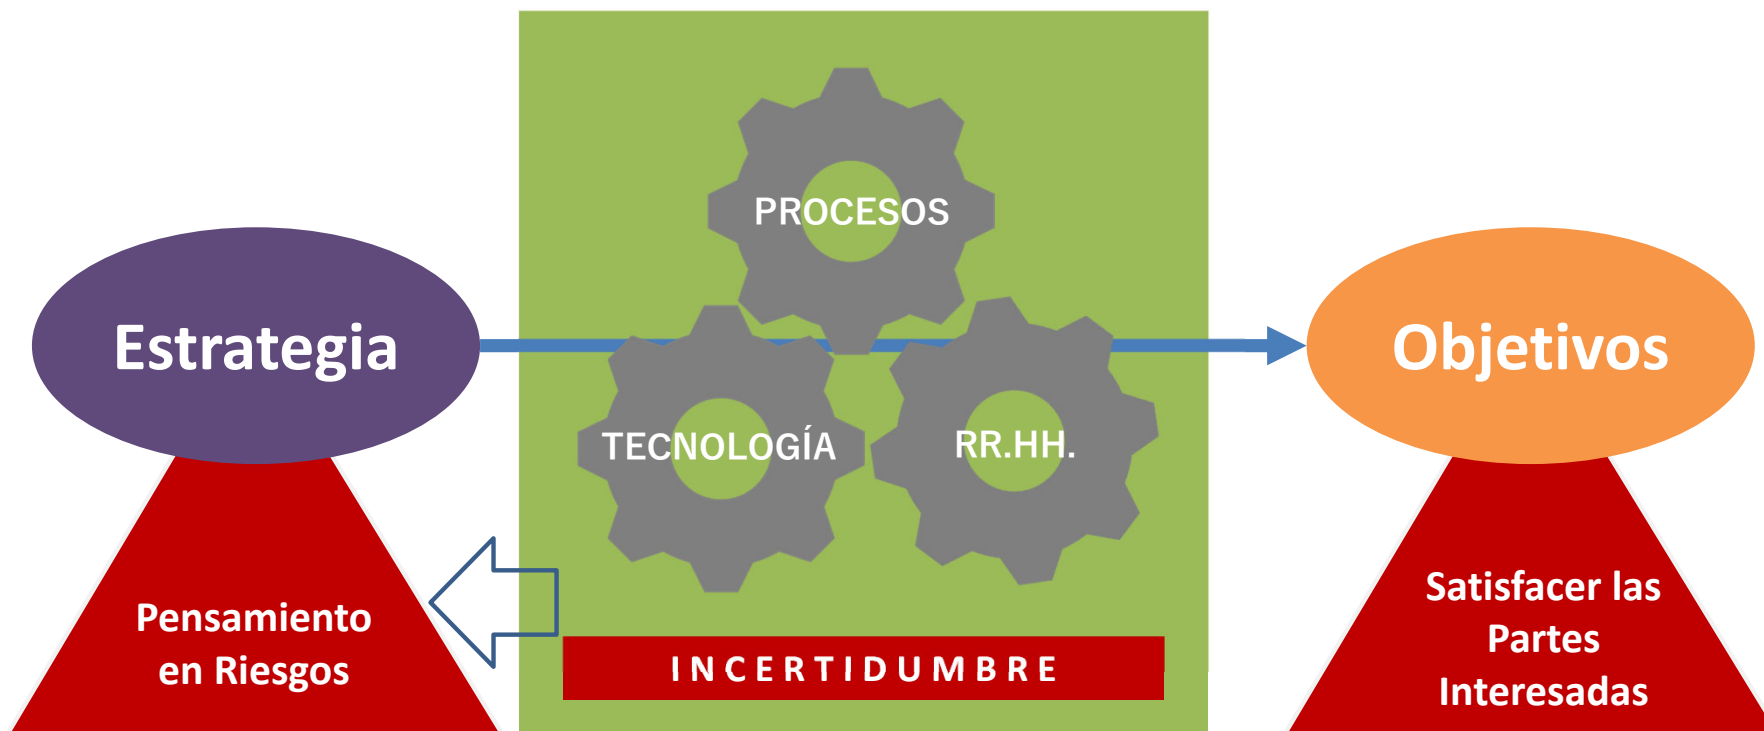 PROCESOS
Estrategia
Objetivos
TECNOLOGÍA
RR.HH.
Pensamiento
en Riesgos
INCERTIDUMBRE
Satisfacer las
Partes
Interesadas